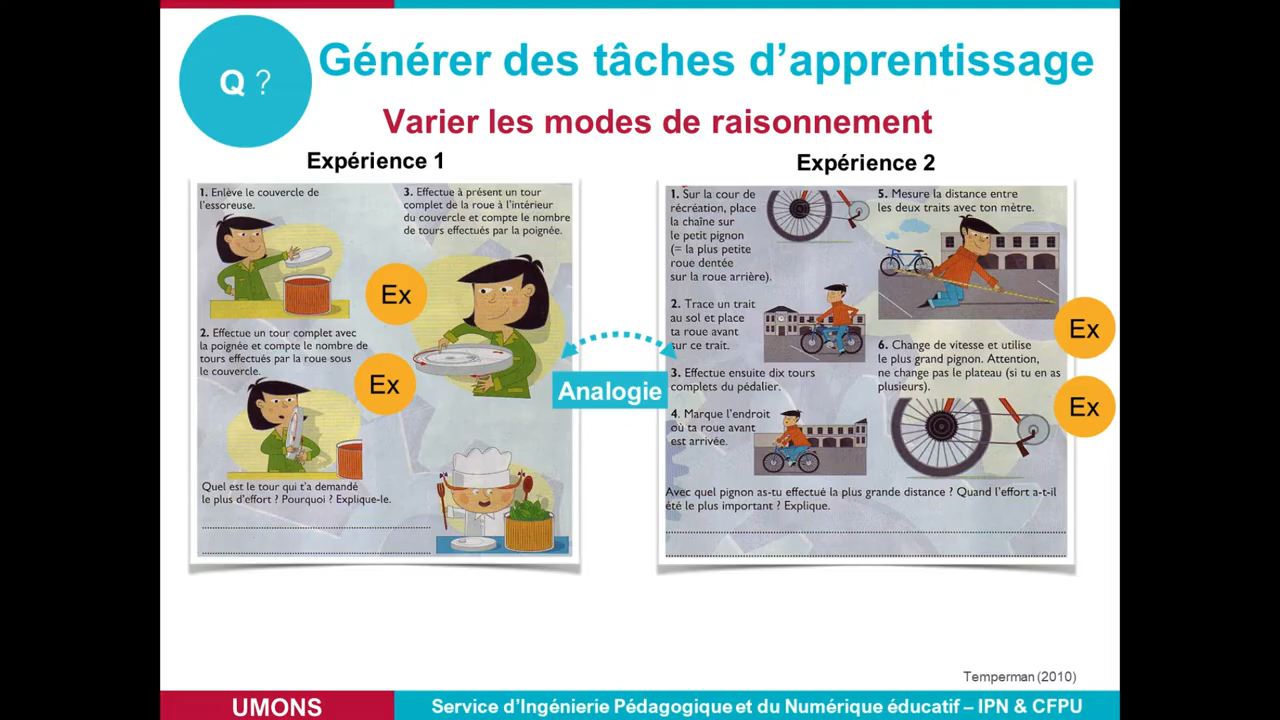 Q ?
Générer des tâches d'apprentissage
Varier les modes de raisonnement
Expérience 1
1. Enlève le couvercle de
l'essoreuse.
2. Effectue un tour complet avec
la poignée et compte le nombre de
tours effectués par la roue sous
le couvercle.
3. Effectue à présent un tour
complet de la roue à l'intérieur
du couvercle et compte le nombre
de tours effectués par la poignée.
Ex
Ex
Quel est le tour qui t'a demandé
le plus d'effort ? Pourquoi ? Explique-le.
Analogie
Expérience 2
1. Sur la cour de
récréation, place
la chaîne sur
le petit pignon
(= la plus petite
roue dentée
sur la roue arrière).
2. Trace un trait
au sol et place
ta roue avant
sur ce trait.
3. Effectue ensuite dix tours
complets du pédalier.
4. Marque l'endroit
où ta roue avant
est arrivée.
5. Mesure la distance entre
les deux traits avec ton mètre.
6. Change de vitesse et utilise
le plus grand pignon. Attention,
ne change pas le plateau (si tu en as
plusieurs).
Ex
Ex
Avec quel pignon as-tu effectué la plus grande distance ? Quand l'effort a-t-il
été le plus important ? Explique.
Temperman (2010)
UMONS
Service d'Ingénierie Pédagogique et du Numérique éducatif – IPN & CFPU